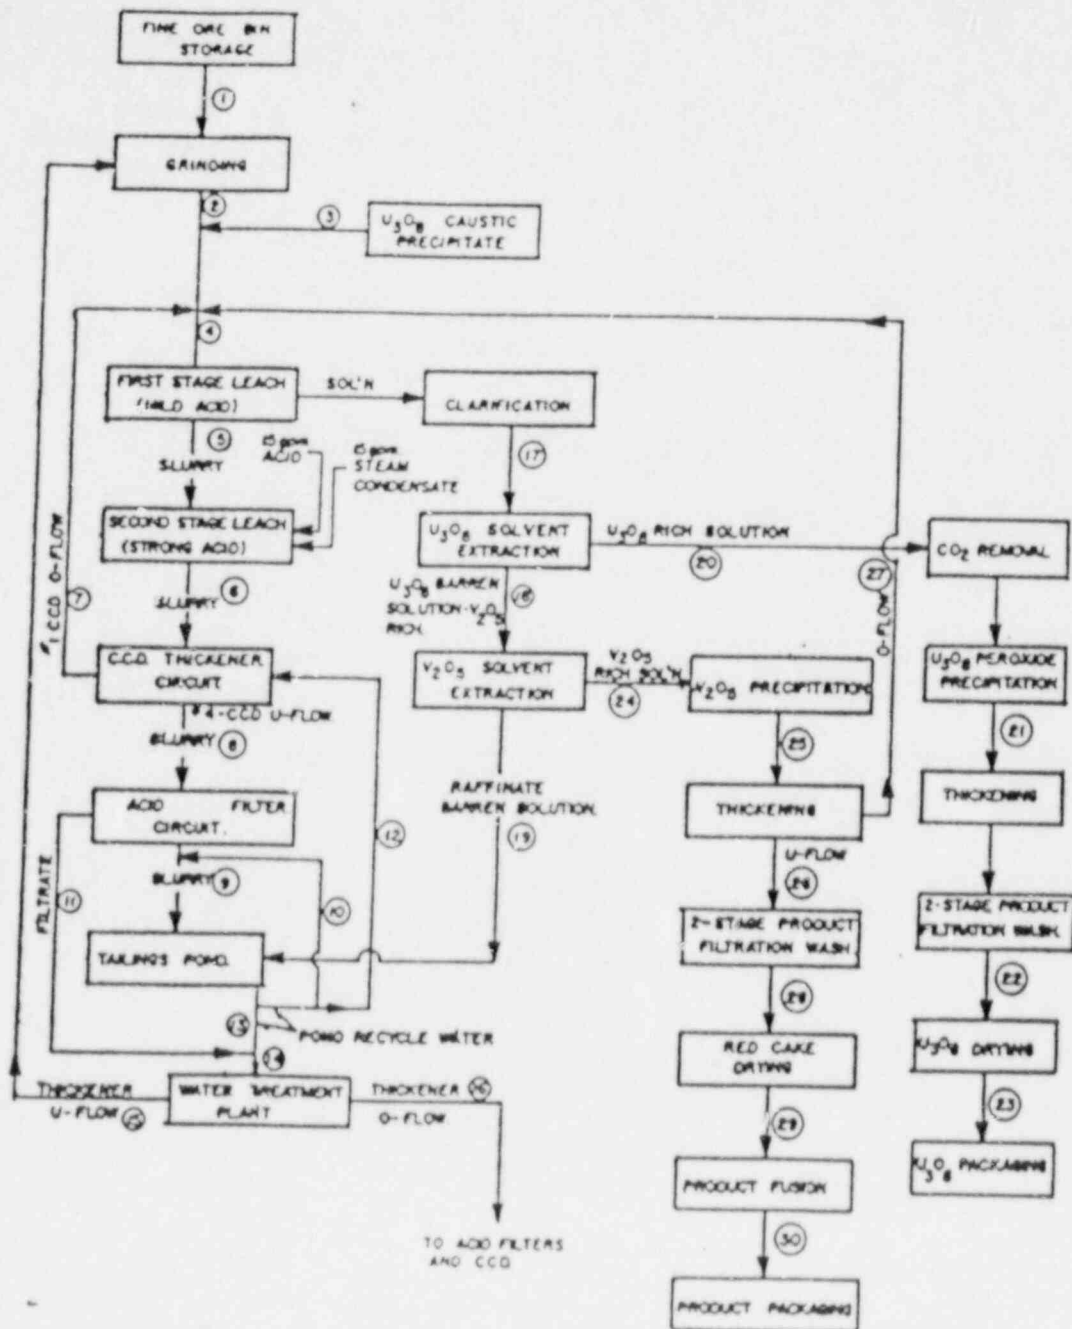 FINE ORE BIN
STORAGE
1
GRINDING
2
3
U3O8 CAUSTIC
PRECIPITATE
4
FIRST STAGE LEACH
(MILD ACID)
SOL'N
CLARIFICATION
5
SLURRY
15 gpm
ACID
15 gpm
STEAM
CONDENSATE
17
SECOND STAGE LEACH
(STRONG ACID)
U3O8 SOLVENT
EXTRACTION
U3O8 RICH SOLUTION
20
CO2 REMOVAL
27
O-FLOW
#1 CCD O-FLOW
7
SLURRY
6
U3O8 BARREN
SOLUTION-V2O5
RICH
18
C.C.D. THICKENER
CIRCUIT
V2O5 SOLVENT
EXTRACTION
V2O5
RICH SOL'N
24
V2O5 PRECIPITATION
U3O8 PEROXIDE
PRECIPITATION
#4-CCD U-FLOW
SLURRY
8
25
21
ACID FILTER
CIRCUIT.
12
RAFFINATE
BARREN SOLUTION
19
THICKENING
THICKENING
U-FLOW
26
FILTRATE
11
SLURRY
9
10
2-STAGE PRODUCT
FILTRATION WASH
2-STAGE PRODUCT
FILTRATION WASH.
TAILINGS POND.
28
22
13
POND RECYCLE WATER
14
RED CAKE
DRYING
U3O8 DRYING
THICKENER
U-FLOW 15
WATER TREATMENT
PLANT
THICKENER 16
O-FLOW
29
23
PRODUCT FUSION
U3O8 PACKAGING
30
TO ACID FILTERS
AND CCD
PRODUCT PACKAGING